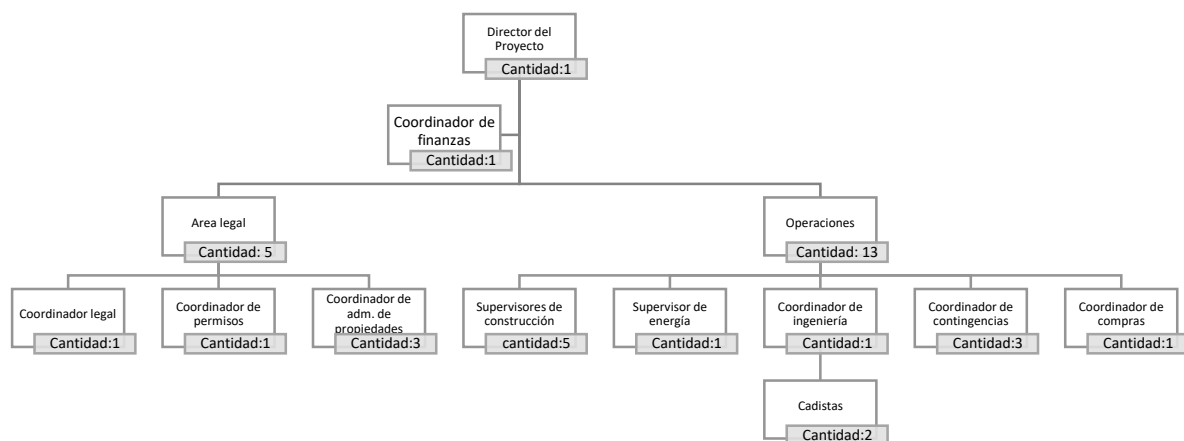 Director del
Proyecto
Cantidad:1
Coordinador de
finanzas
Cantidad:1
Area legal
Cantidad: 5
Operaciones
Cantidad: 13
Coordinador legal
Cantidad:1
Coordinador de
permisos
Cantidad:1
Coordinador de
adm. de
propiedades
Cantidad:3
Supervisores de
construcción
cantidad:5
Supervisor de
energía
Cantidad:1
Coordinador de
ingeniería
Cantidad:1
Coordinador de
contingencias
Cantidad:3
Coordinador de
compras
Cantidad:1
Cadistas
Cantidad:2